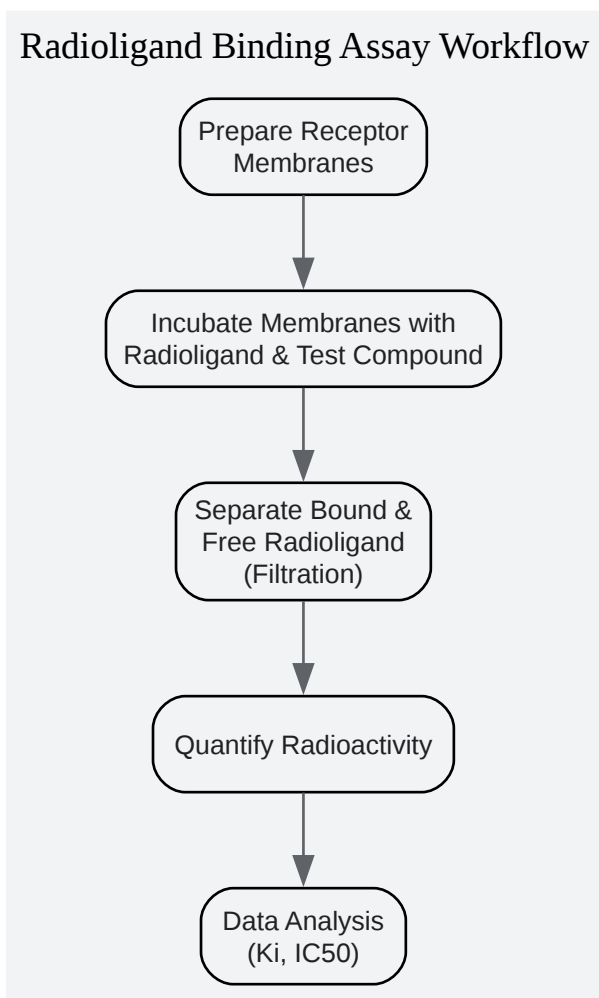 Radioligand Binding Assay Workflow
Prepare Receptor
Membranes
Incubate Membranes with
Radioligand & Test Compound
Separate Bound &
Free Radioligand
(Filtration)
Quantify Radioactivity
Data Analysis
(Ki, IC50)